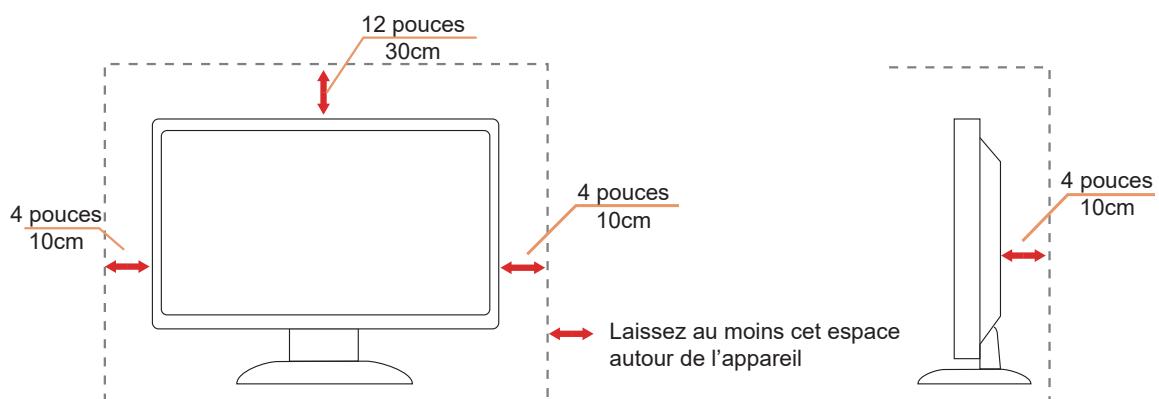 12 pouces
30cm
4 pouces
10cm
4 pouces
10cm
4 pouces
10cm
Laissez au moins cet espace
autour de l’appareil